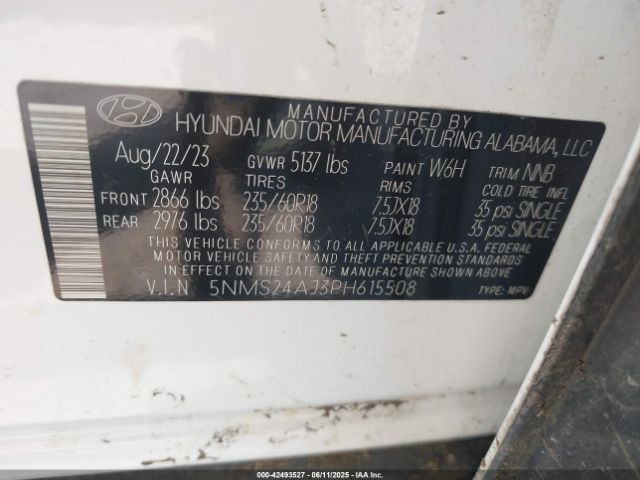 MANUFACTURED BY
HYUNDAI MOTOR MANUFACTURING ALABAMA, LLC
Aug/22/23 GVWR 5137 lbs PAINT W6H TRIM NNB
GAWR TIRES RIMS COLD TIRE INFL
FRONT 2866 lbs 235/60R18 7.5JX18 35 psi SINGLE
REAR 2976 lbs 235/60R18 7.5JX18 35 psi SINGLE
THIS VEHICLE CONFORMS TO ALL APPLICABLE U.S.A. FEDERAL
MOTOR VEHICLE SAFETY AND THEFT PREVENTION STANDARDS
IN EFFECT ON THE DATE OF MANUFACTURE SHOWN ABOVE.
V.I.N 5NMS24AJ3PH615508 TYPE: MPV
000-42493527 - 06/11/2025 - IAAI.COM